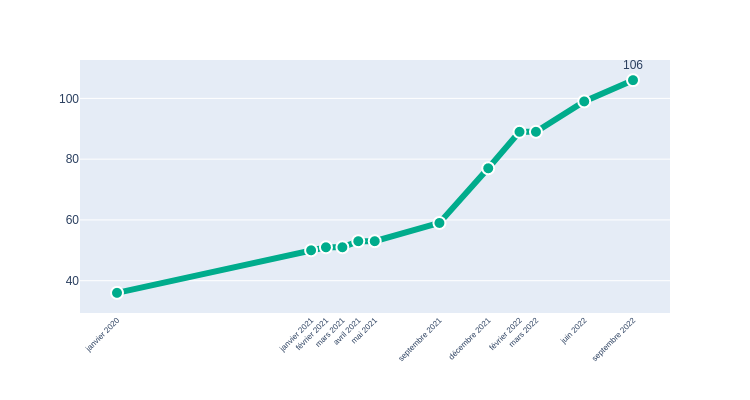 106
100
80
60
40
janvier 2020
janvier 2021
février 2021
mars 2021
avril 2021
mai 2021
septembre 2021
décembre 2021
février 2022
mars 2022
juin 2022
septembre 2022